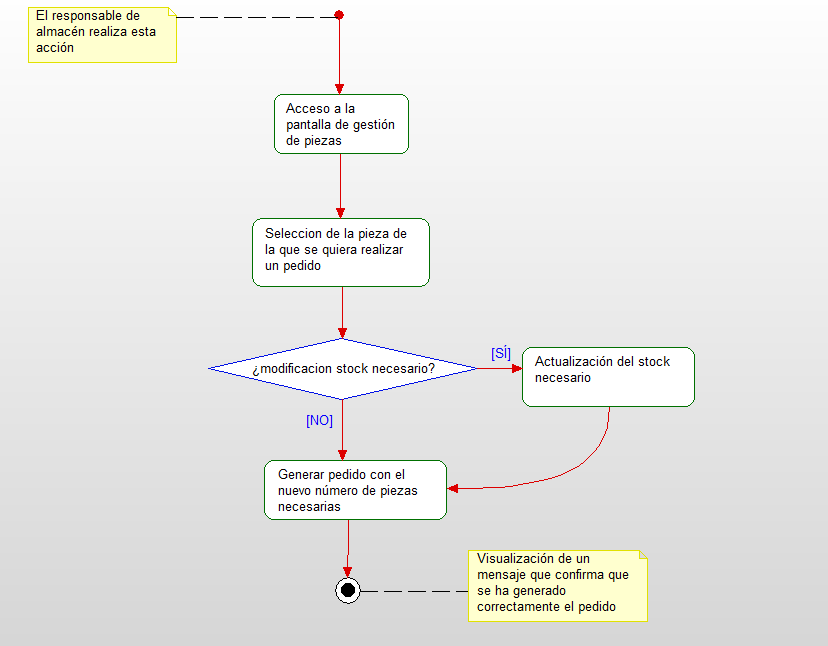 El responsable de
almacén realiza esta
acción
Acceso a la
pantalla de gestión
de piezas
Seleccion de la pieza de
la que se quiera realizar
un pedido
¿modificacion stock necesario?
[SÍ]
Actualización del stock
necesario
[NO]
Generar pedido con el
nuevo número de piezas
necesarias
Visualización de un
mensaje que confirma que
se ha generado
correctamente el pedido